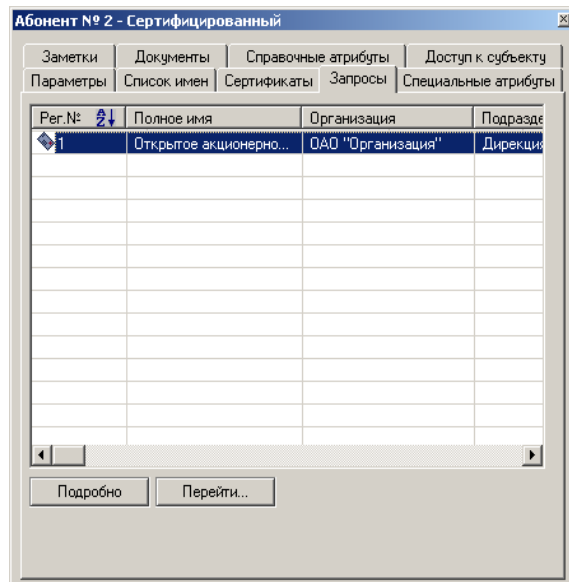 Абонент № 2 - Сертифицированный
Заметки Документы Справочные атрибуты Доступ к субъекту
Параметры Список имен Сертификаты Запросы Специальные атрибуты
Рег.№ Полное имя Организация Подразде
1 Открытое акционерно... ОАО "Организация" Дирекция
Подробно Перейти...